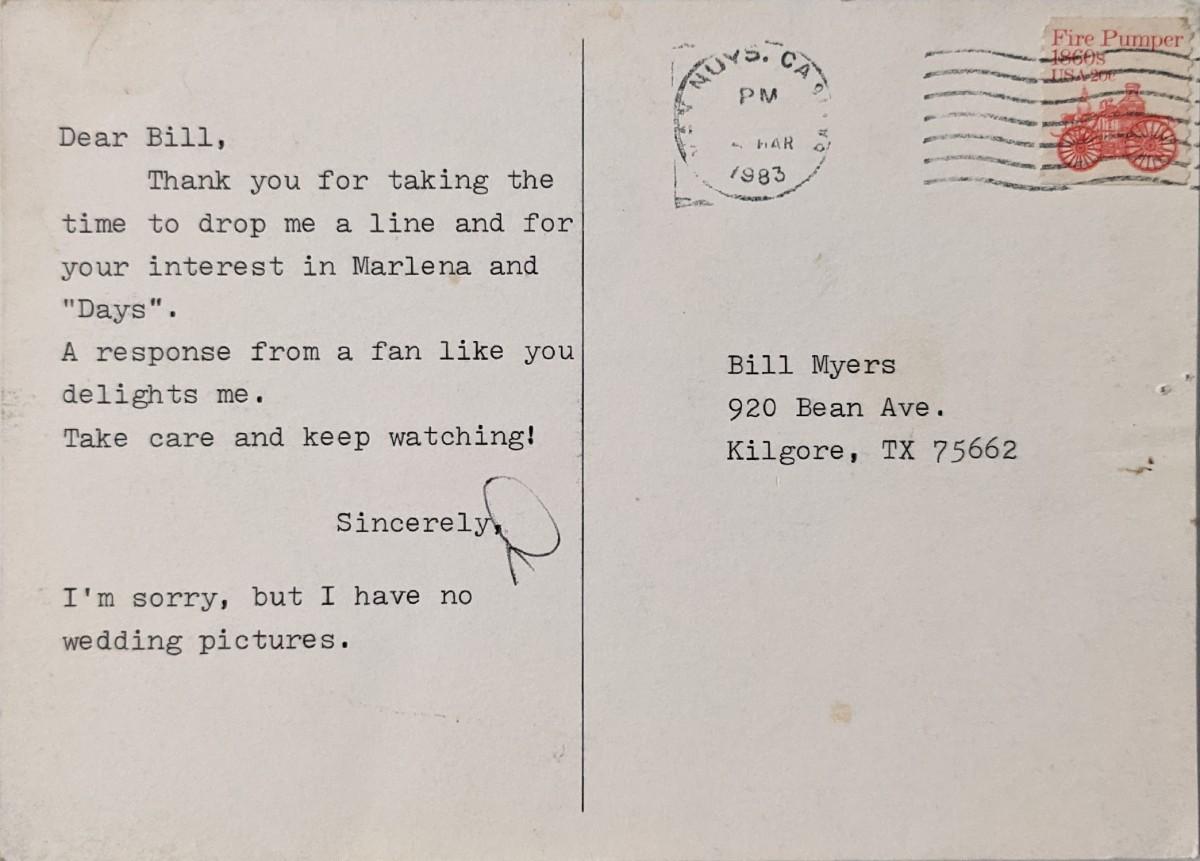 Dear Bill,
Thank you for taking the
time to drop me a line and for
your interest in Marlena and
"Days".
A response from a fan like you
delights me.
Take care and keep watching!
Sincerely,
I'm sorry, but I have no
wedding pictures.
NUYS. CA
PM
MAR
1983
Fire Pumper
1860s
USA 20c
Bill Myers
920 Bean Ave.
Kilgore, TX 75662